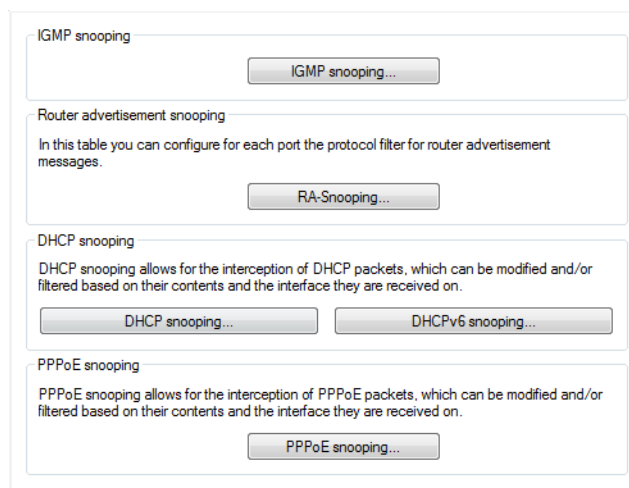 IGMP snooping
IGMP snooping...
Router advertisement snooping
In this table you can configure for each port the protocol filter for router advertisement
messages.
RA-Snooping...
DHCP snooping
DHCP snooping allows for the interception of DHCP packets, which can be modified and/or
filtered based on their contents and the interface they are received on.
DHCP snooping...
DHCPv6 snooping...
PPPoE snooping
PPPoE snooping allows for the interception of PPPoE packets, which can be modified and/or
filtered based on their contents and the interface they are received on.
PPPoE snooping...